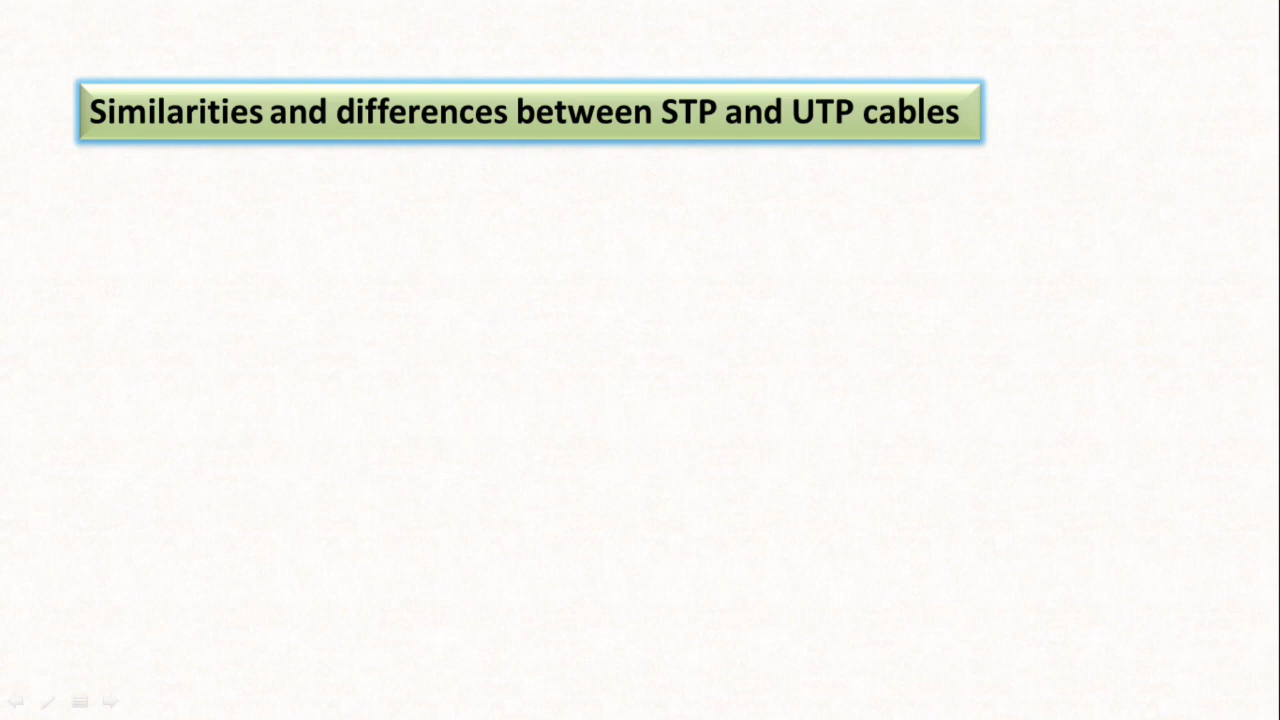 Similarities and differences between STP and UTP cables